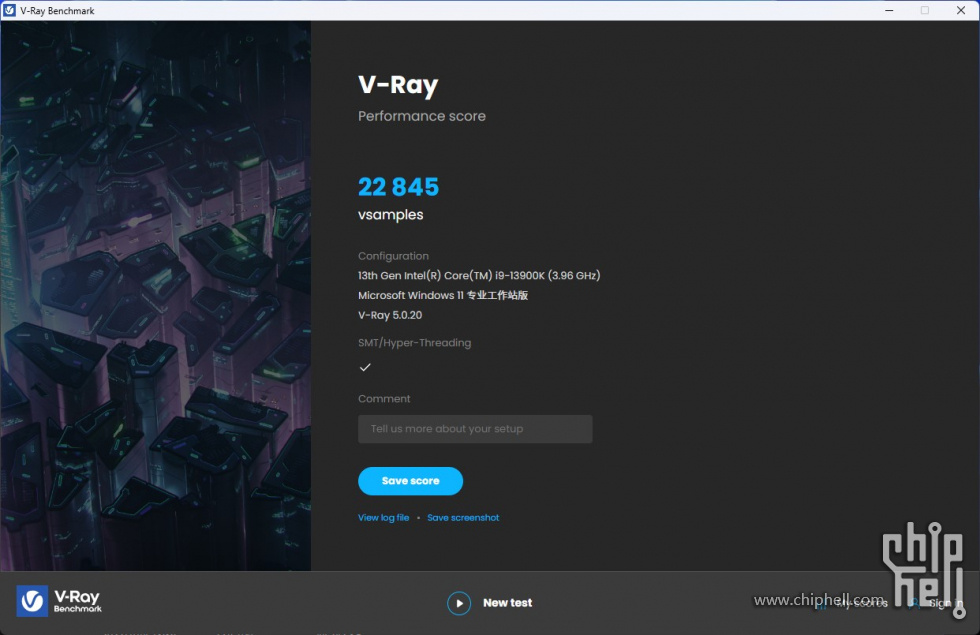 V-Ray Benchmark
V-Ray
Performance score
22 845
vsamples
Configuration
13th Gen Intel(R) Core(TM) i9-13900K (3.96 GHz)
Microsoft Windows 11 专业工作站版
V-Ray 5.0.20
SMT/Hyper-Threading
Comment
Tell us more about your setup
Save score
View log file • Save screenshot
chip
hell
V-Ray
Benchmark
New test
www.chiphell.com
My scores
Sign in